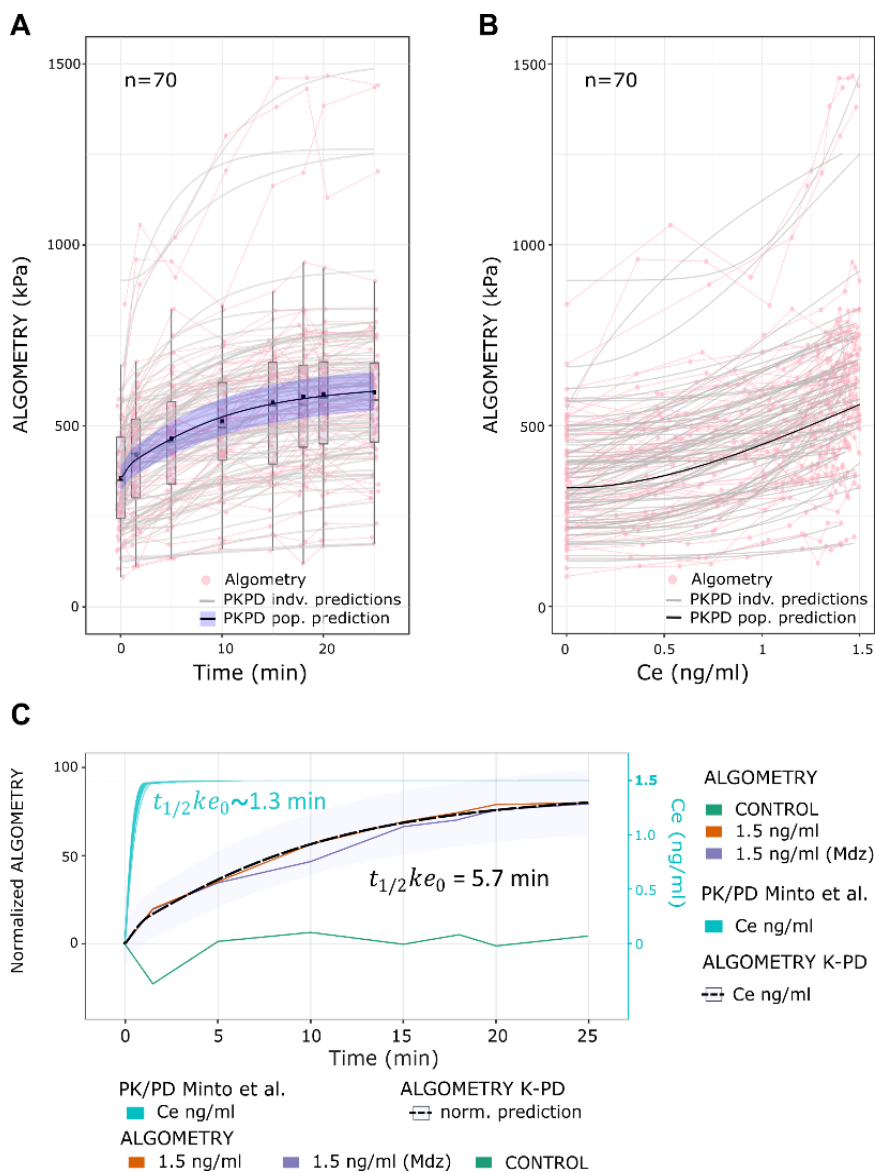 A
B
n=70
n=70
1500
1000
500
0
ALGOMETRY (kPa)
Algometry
PKPD indv. predictions
PKPD pop. prediction
0
10
20
Time (min)
1500
1000
500
0
ALGOMETRY (kPa)
Algometry
PKPD indv. predictions
PKPD pop. prediction
0
0.5
1
1.5
Ce (ng/ml)
C
Normalized ALGOMETRY
100
50
0
t1/2ke0~1.3 min
t1/2ke0 = 5.7 min
1.5
1.0
0.5
0
Ce (ng/ml)
0
5
10
15
20
25
Time (min)
ALGOMETRY
CONTROL
1.5 ng/ml
1.5 ng/ml (Mdz)
PK/PD Minto et al.
Ce ng/ml
ALGOMETRY K-PD
Ce ng/ml
PK/PD Minto et al.
ALGOMETRY K-PD
Ce ng/ml
norm. prediction
ALGOMETRY
1.5 ng/ml
1.5 ng/ml (Mdz)
CONTROL